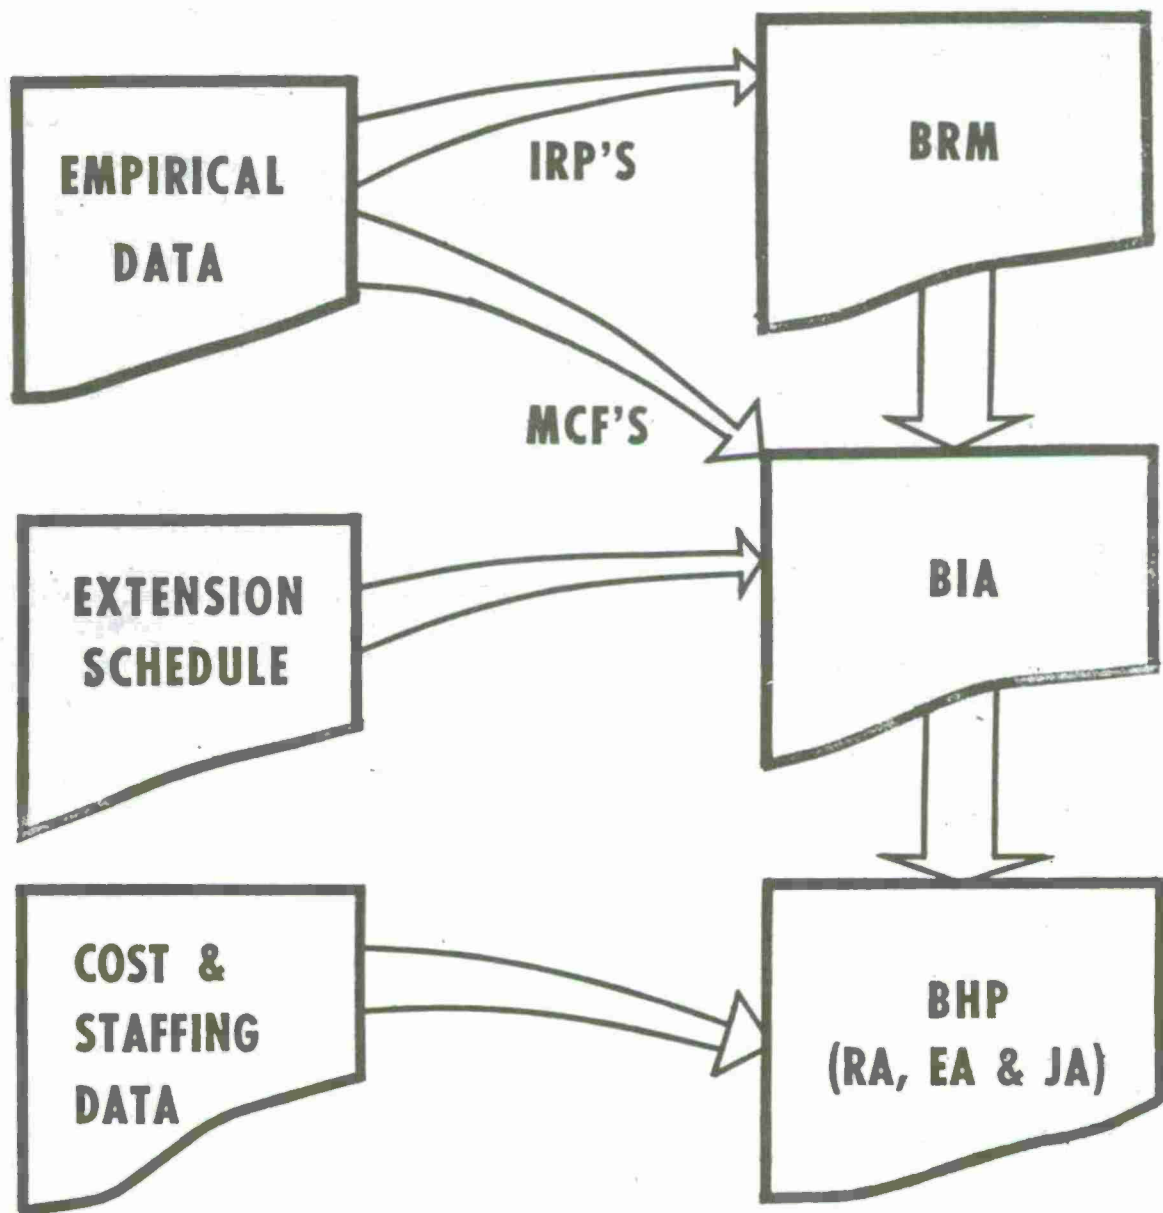 EMPIRICAL
DATA
IRP'S
BRM
MCF'S
EXTENSION
SCHEDULE
BIA
COST &
STAFFING
DATA
BHP
(RA, EA & JA)